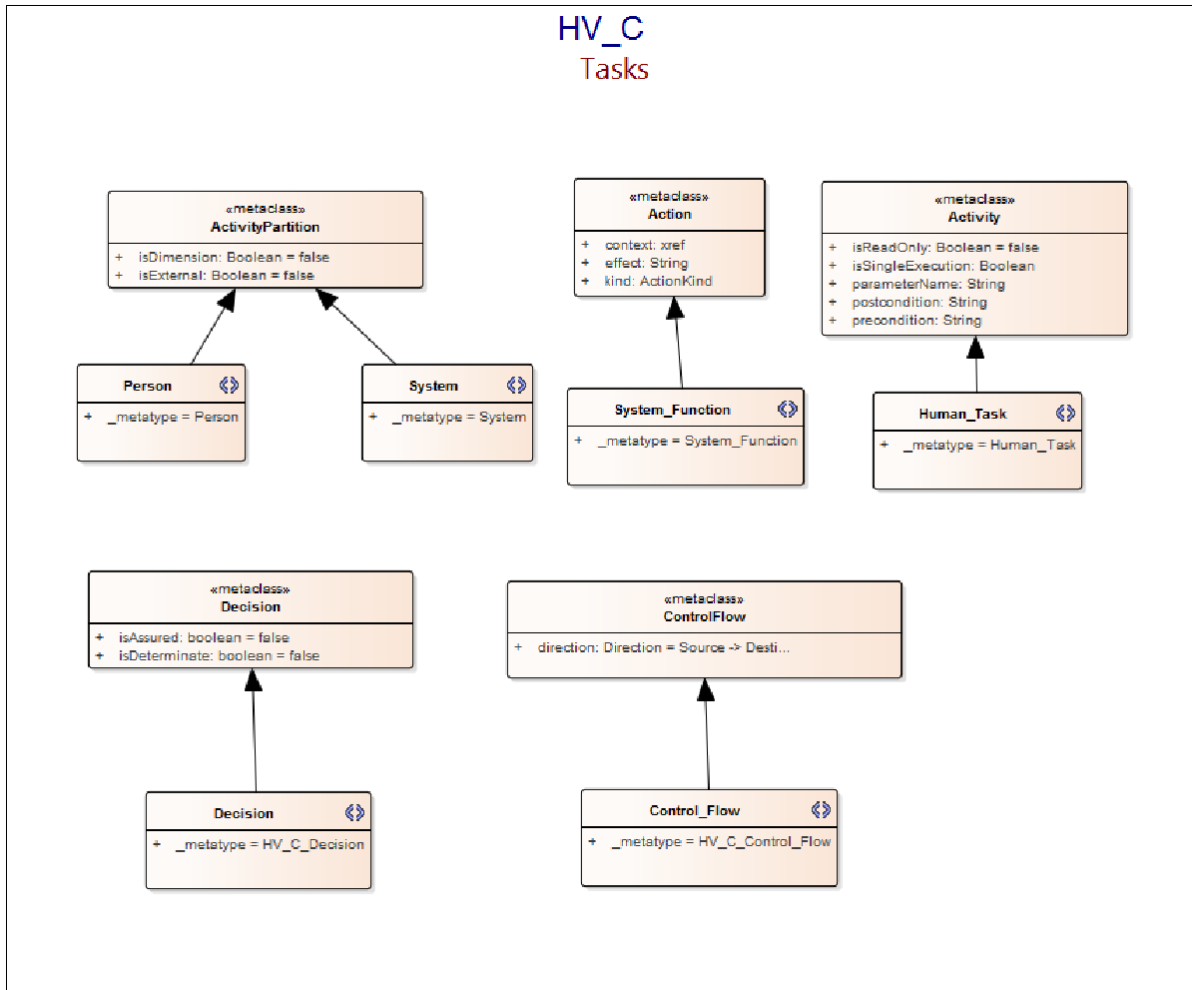 HV_C
Tasks
«metaclass»
ActivityPartition
+ isDimension: Boolean = false
+ isExternal: Boolean = false
«metaclass»
Action
+ context: xref
+ effect: String
+ kind: ActionKind
«metaclass»
Activity
+ isReadOnly: Boolean = false
+ isSingleExecution: Boolean
+ parameterName: String
+ postcondition: String
+ precondition: String
Person
+ _metatype = Person
System
+ _metatype = System
System_Function
+ _metatype = System_Function
Human_Task
+ _metatype = Human_Task
«metaclass»
Decision
+ isAssured: boolean = false
+ isDeterminate: boolean = false
«metaclass»
ControlFlow
+ direction: Direction = Source -> Desti...
Decision
+ _metatype = HV_C_Decision
Control_Flow
+ _metatype = HV_C_Control_Flow